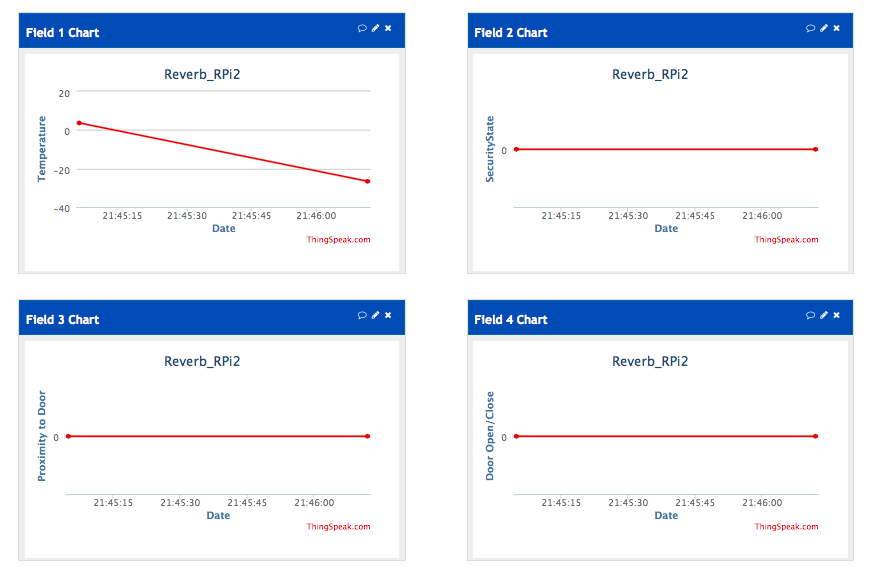 Field 1 Chart
Reverb_RPi2
Temperature
20
0
−20
−40
21:45:15 21:45:30 21:45:45 21:46:00
Date
ThingSpeak.com
Field 2 Chart
Reverb_RPi2
SecurityState
0
21:45:15 21:45:30 21:45:45 21:46:00
Date
ThingSpeak.com
Field 3 Chart
Reverb_RPi2
Proximity to Door
0
21:45:15 21:45:30 21:45:45 21:46:00
Date
ThingSpeak.com
Field 4 Chart
Reverb_RPi2
Door Open/Close
0
21:45:15 21:45:30 21:45:45 21:46:00
Date
ThingSpeak.com